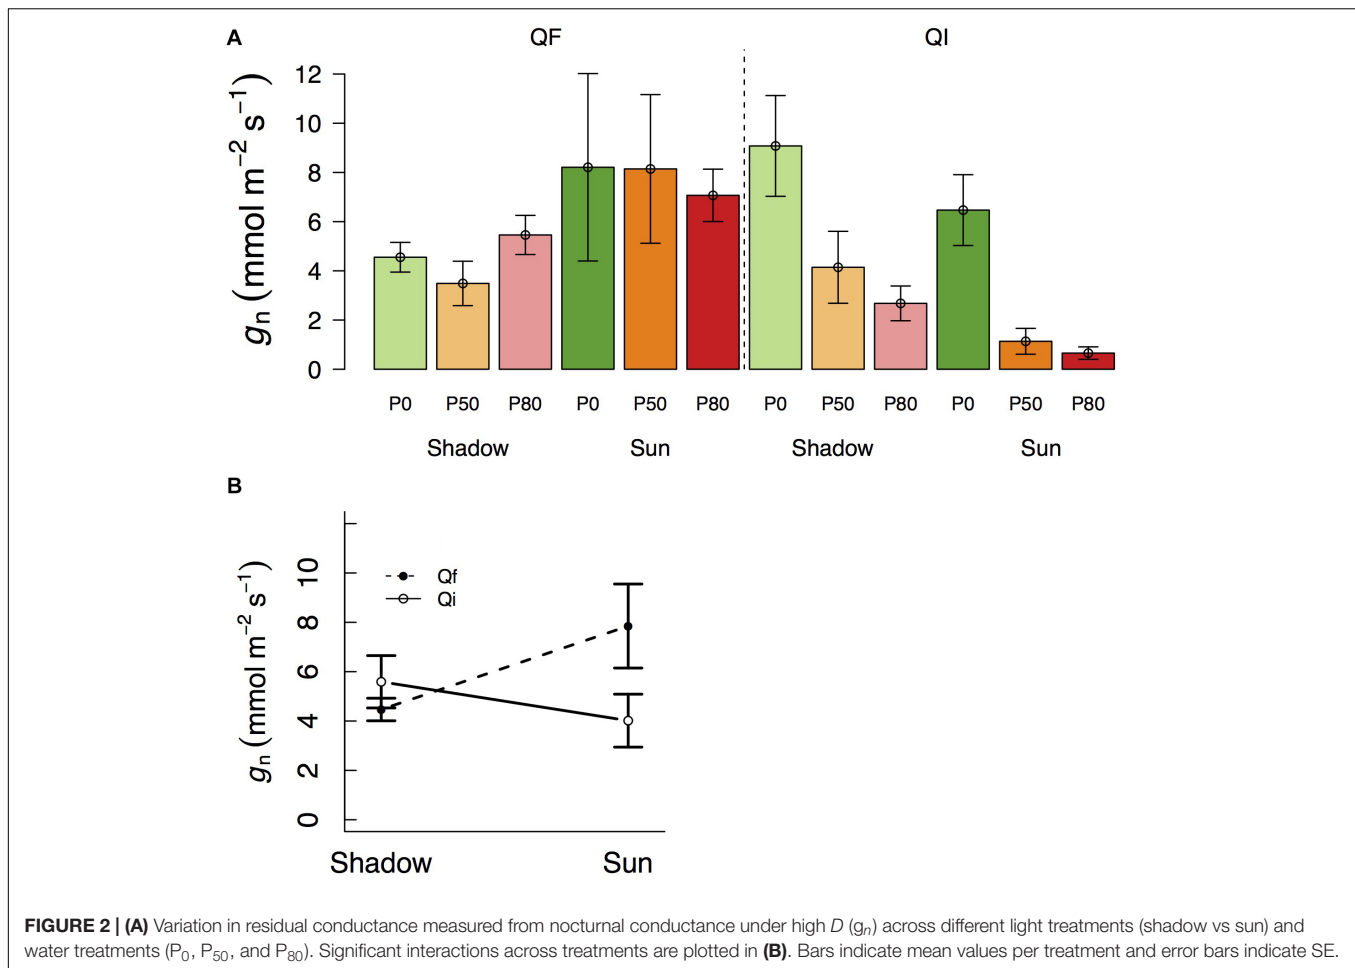 A
QF QI
gn (mmol m−2 s−1)
12
10
8
6
4
2
0
P0 P50 P80 P0 P50 P80 P0 P50 P80 P0 P50 P80
Shadow Sun Shadow Sun
B
gn (mmol m−2 s−1)
10
8
6
4
2
0
Qf
Qi
Shadow Sun
FIGURE 2 | (A) Variation in residual conductance measured from nocturnal conductance under high D (gn) across different light treatments (shadow vs sun) and
water treatments (P0, P50, and P80). Significant interactions across treatments are plotted in (B). Bars indicate mean values per treatment and error bars indicate SE.